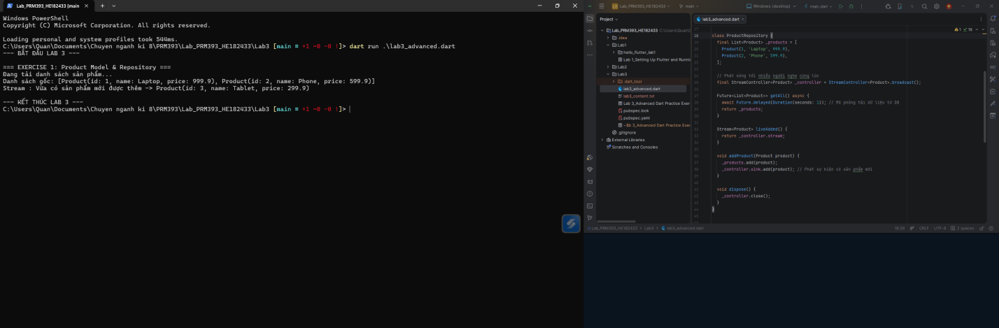 Lab_PRM393_HE182433 [main
Windows PowerShell
Copyright (C) Microsoft Corporation. All rights reserved.
Loading personal and system profiles took 544ms.
C:\Users\Quan\Documents\Chuyen nganh ki 8\PRM393\Lab_PRM393_HE182433\Lab3 [main ≡ +1 ~0 -0 !]> dart run .\lab3_advanced.dart
--- BẮT ĐẦU LAB 3 ---
=== EXERCISE 1: Product Model & Repository ===
Đang tải danh sách sản phẩm...
Danh sách gốc: [Product(id: 1, name: Laptop, price: 999.9), Product(id: 2, name: Phone, price: 599.9)]
Stream : Vừa có sản phẩm mới được thêm -> Product(id: 3, name: Tablet, price: 299.9)
--- KẾT THÚC LAB 3 ---
C:\Users\Quan\Documents\Chuyen nganh ki 8\PRM393\Lab_PRM393_HE182433\Lab3 [main ≡ +1 ~0 -0 !]>
LH Lab_PRM393_HE182433 main Windows (desktop) main.dart
Project
Lab_PRM393_HE182433 C:\Users\Quan\
.idea
Lab1
hello_flutter_lab1
Lab 1_Setting Up Flutter and Runni
Lab2
Lab3
.dart_tool
lab3_advanced.dart
lab3_content.txt
Lab 3_Advanced Dart Practice Exer
pubspec.lock
pubspec.yaml
~$b 3_Advanced Dart Practice Exer
.gitignore
External Libraries
Scratches and Consoles
lab3_advanced.dart
1 18
class ProductRepository {
final List<Product> _products = [
Product(1, 'Laptop', 999.9),
Product(2, 'Phone', 599.9),
];
// Phát sóng tới nhiều người nghe cùng lúc
final StreamController<Product> _controller = StreamController<Product>.broadcast();
Future<List<Product>> getAll() async {
await Future.delayed(Duration(seconds: 1)); // Mô phỏng tải dữ liệu từ DB
return _products;
}
Stream<Product> liveAdded() {
return _controller.stream;
}
void addProduct(Product product) {
_products.add(product);
_controller.sink.add(product); // Phát sự kiện có sản phẩm mới
}
void dispose() {
_controller.close();
}
}
Lab_PRM393_HE182433 > Lab3 > lab3_advanced.dart 18:26 CRLF UTF-8 2 spaces